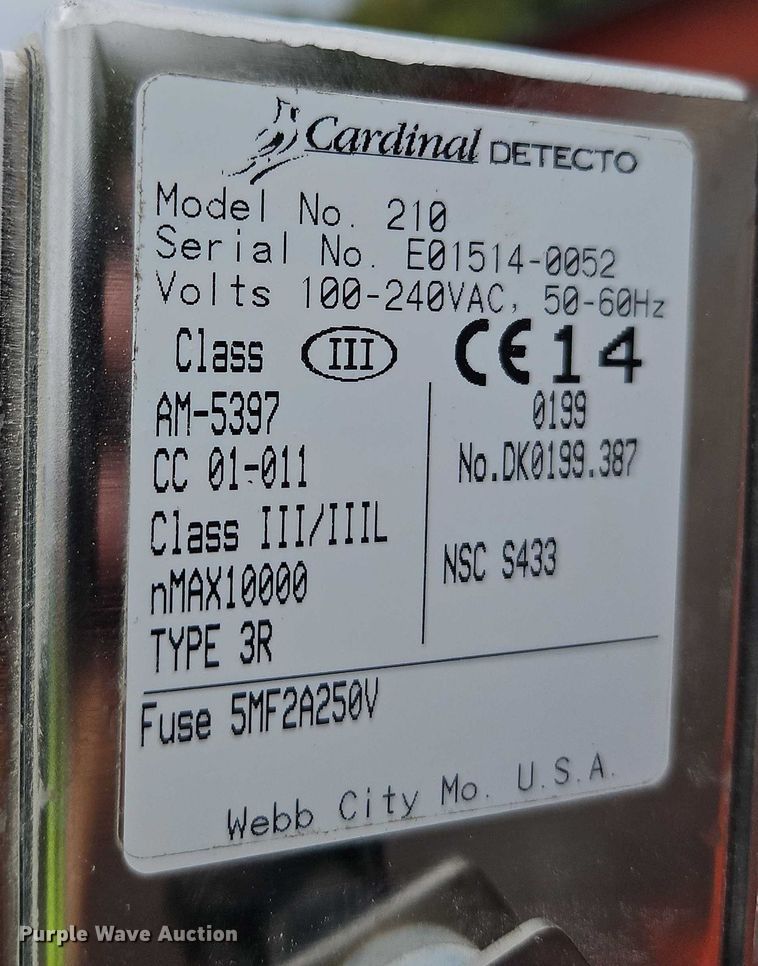 Cardinal DETECTO
Model No. 210
Serial No. E01514-0052
Volts 100-240VAC, 50-60Hz
Class III CE 14
AM-5397 0199
CC 01-011 No.DK0199.387
Class III/IIIL
nMAX10000 NSC S433
TYPE 3R
Fuse 5MF2A250V
Webb City Mo. U.S.A.
Purple Wave Auction